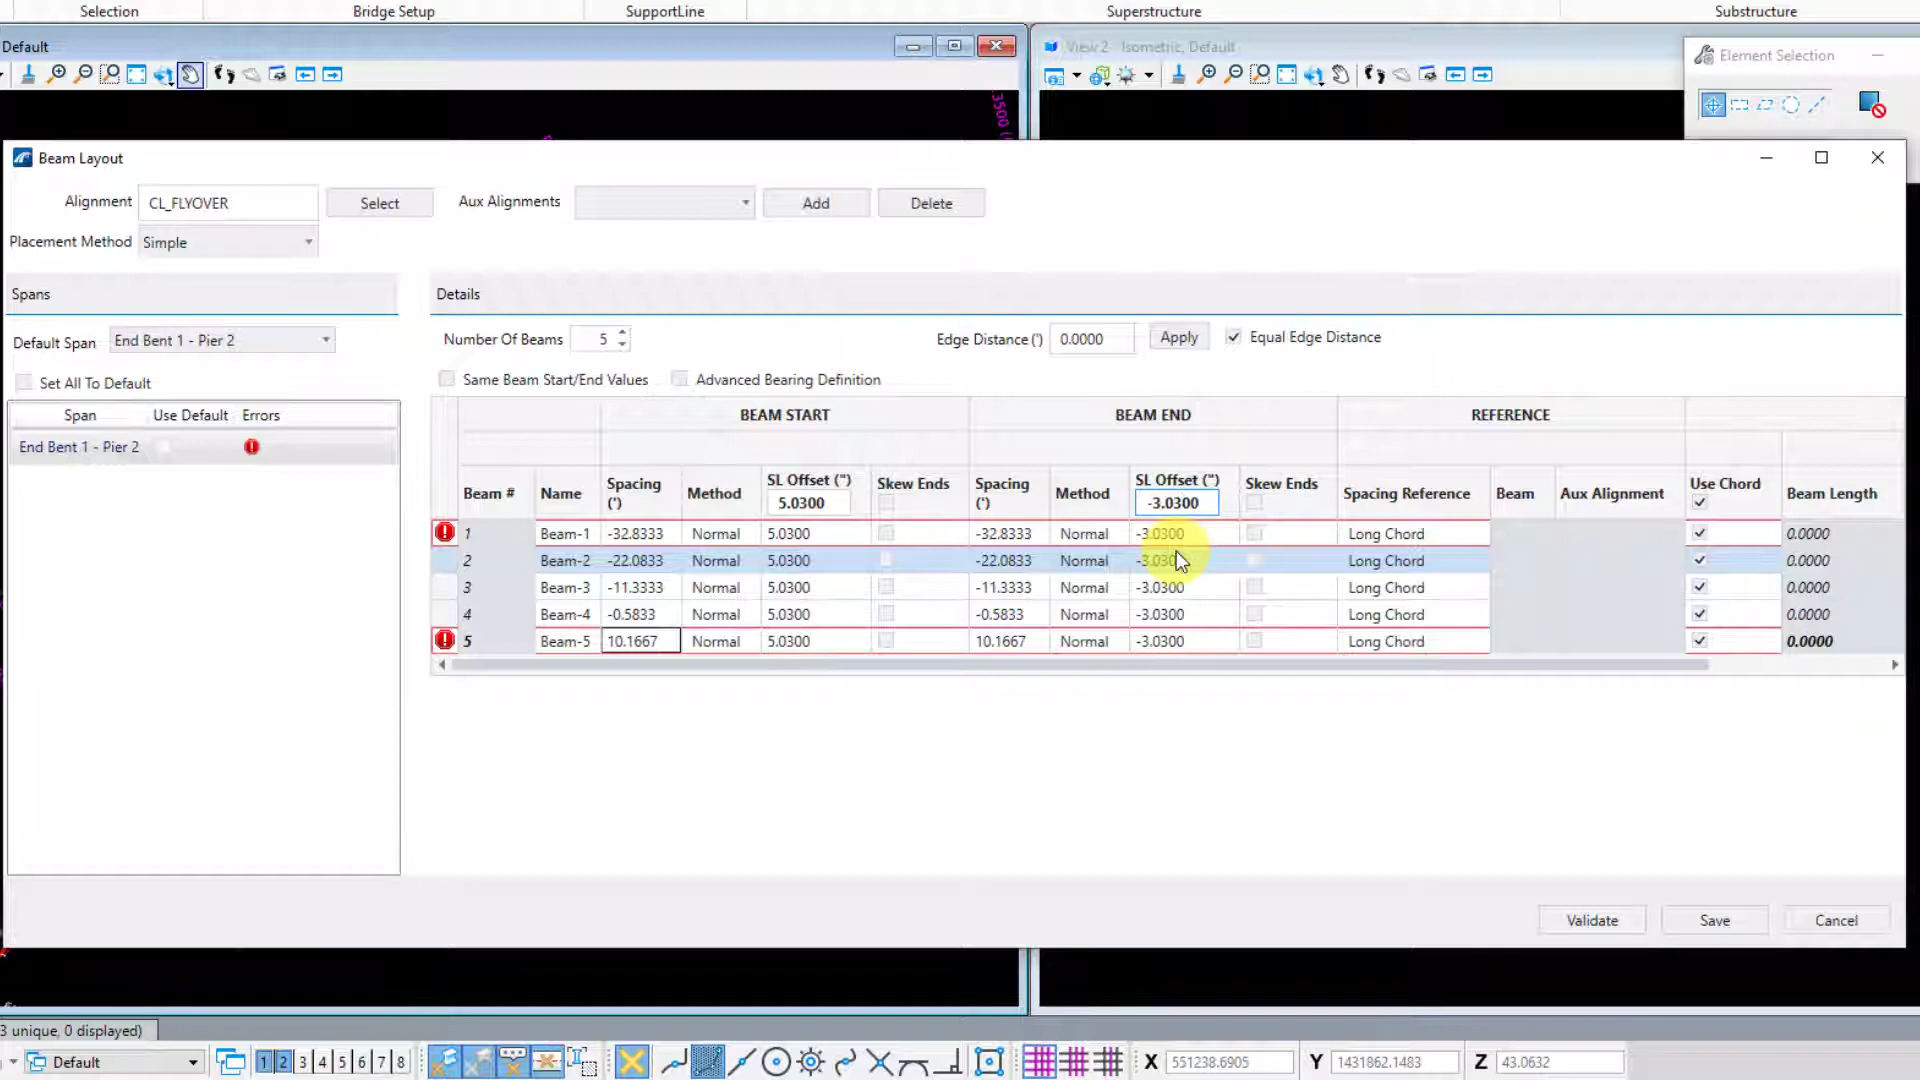 Selection Bridge Setup SupportLine Superstructure Substructure
Default
View 2 - Isometric, Default
Element Selection
3500
Beam Layout
Alignment CL_FLYOVER Select Aux Alignments Add Delete
Placement Method Simple
Spans Details
Default Span End Bent 1 - Pier 2 Number Of Beams 5 Edge Distance (') 0.0000 Apply Equal Edge Distance
Set All To Default Same Beam Start/End Values Advanced Bearing Definition
Span Use Default Errors BEAM START BEAM END REFERENCE
End Bent 1 - Pier 2
Beam # Name Spacing (') Method SL Offset (") 5.0300 Skew Ends Spacing (') Method SL Offset (") -3.0300 Skew Ends Spacing Reference Beam Aux Alignment Use Chord Beam Length
1 Beam-1 -32.8333 Normal 5.0300 -32.8333 Normal -3.0300 Long Chord 0.0000
2 Beam-2 -22.0833 Normal 5.0300 -22.0833 Normal -3.0300 Long Chord 0.0000
3 Beam-3 -11.3333 Normal 5.0300 -11.3333 Normal -3.0300 Long Chord 0.0000
4 Beam-4 -0.5833 Normal 5.0300 -0.5833 Normal -3.0300 Long Chord 0.0000
5 Beam-5 10.1667 Normal 5.0300 10.1667 Normal -3.0300 Long Chord 0.0000
Validate Save Cancel
3 unique, 0 displayed)
Default 1 2 3 4 5 6 7 8 X 551238.6905 Y 1431862.1483 Z 43.0632